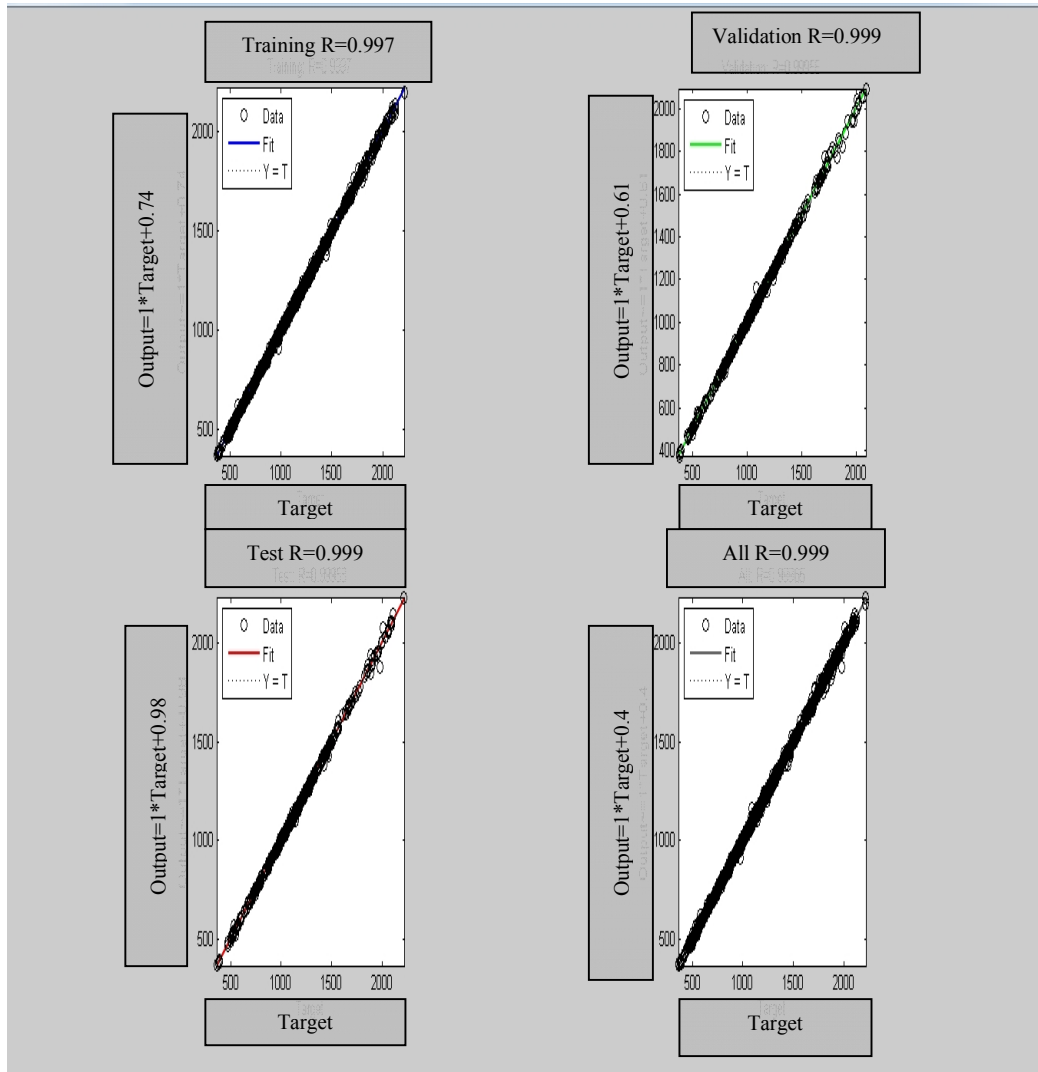 Training R=0.997
Validation R=0.999
Output=1*Target+0.74
Data
Fit
Y = T
2000
1500
1000
500
500 1000 1500 2000
Target
Output=1*Target+0.61
Data
Fit
Y = T
2000
1800
1600
1400
1200
1000
800
600
400
500 1000 1500 2000
Target
Test R=0.999
All R=0.999
Output=1*Target+0.98
Data
Fit
Y = T
2000
1500
1000
500
500 1000 1500 2000
Target
Output=1*Target+0.4
Data
Fit
Y = T
2000
1500
1000
500
500 1000 1500 2000
Target